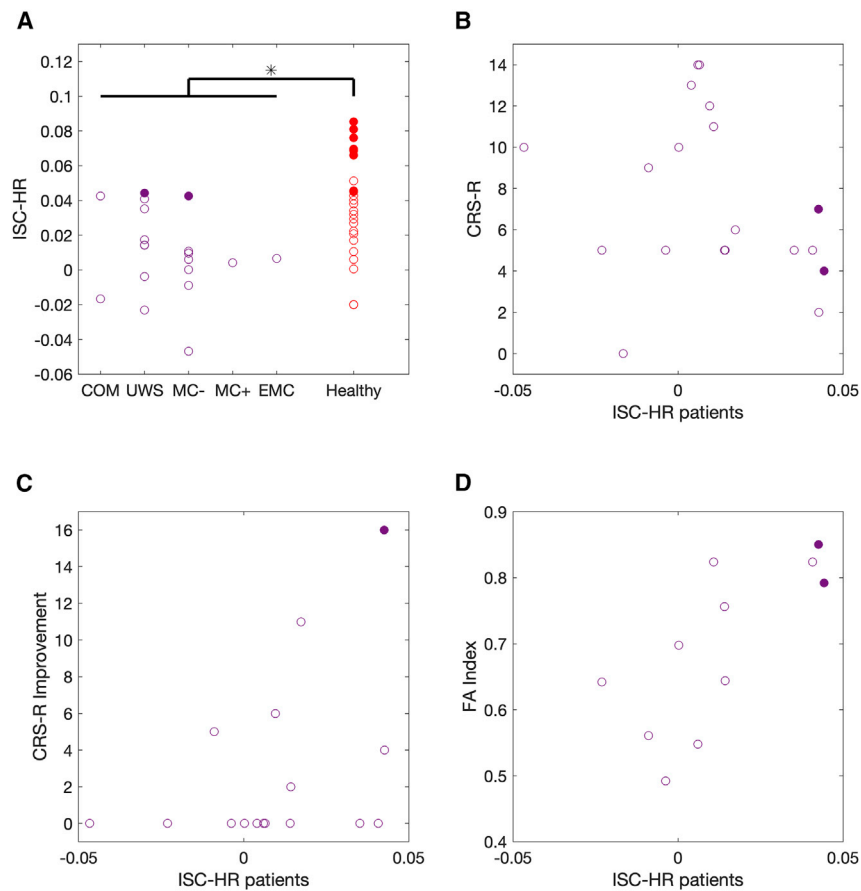 A
ISC-HR
0.12
0.1
0.08
0.06
0.04
0.02
0
-0.02
-0.04
-0.06
*
COM UWS MC- MC+ EMC Healthy
B
CRS-R
14
12
10
8
6
4
2
0
-0.05 0 0.05
ISC-HR patients
C
CRS-R Improvement
16
14
12
10
8
6
4
2
0
-0.05 0 0.05
ISC-HR patients
D
FA Index
0.9
0.8
0.7
0.6
0.5
0.4
-0.05 0 0.05
ISC-HR patients